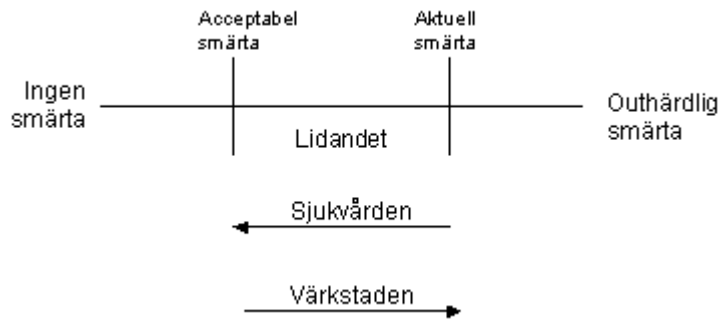 Acceptabel
smärta
Aktuell
smärta
Ingen
smärta
Outhärdlig
smärta
Lidandet
Sjukvården
Värkstaden